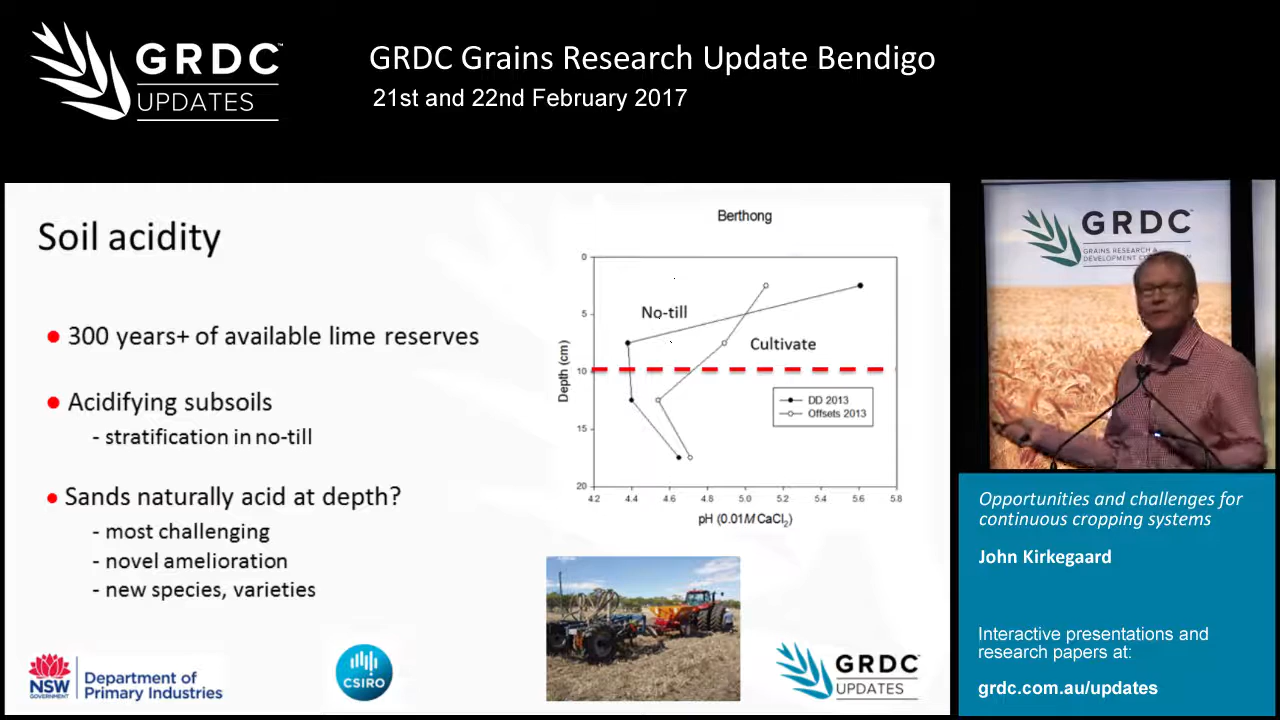 GRDC™
UPDATES
GRDC Grains Research Update Bendigo
21st and 22nd February 2017
Soil acidity
300 years+ of available lime reserves
Acidifying subsoils
- stratification in no-till
Sands naturally acid at depth?
- most challenging
- novel amelioration
- new species, varieties
Berthong
0
5
10
15
20
Depth (cm)
No-till
Cultivate
DD 2013
Offsets 2013
4.2 4.4 4.6 4.8 5.0 5.2 5.4 5.6 5.8
pH (0.01M CaCl2)
NSW
GOVERNMENT
Department of
Primary Industries
CSIRO
GRDC
UPDATES
GRDC
GRAINS RESEARCH &
Opportunities and challenges for
continuous cropping systems
John Kirkegaard
Interactive presentations and
research papers at:
grdc.com.au/updates